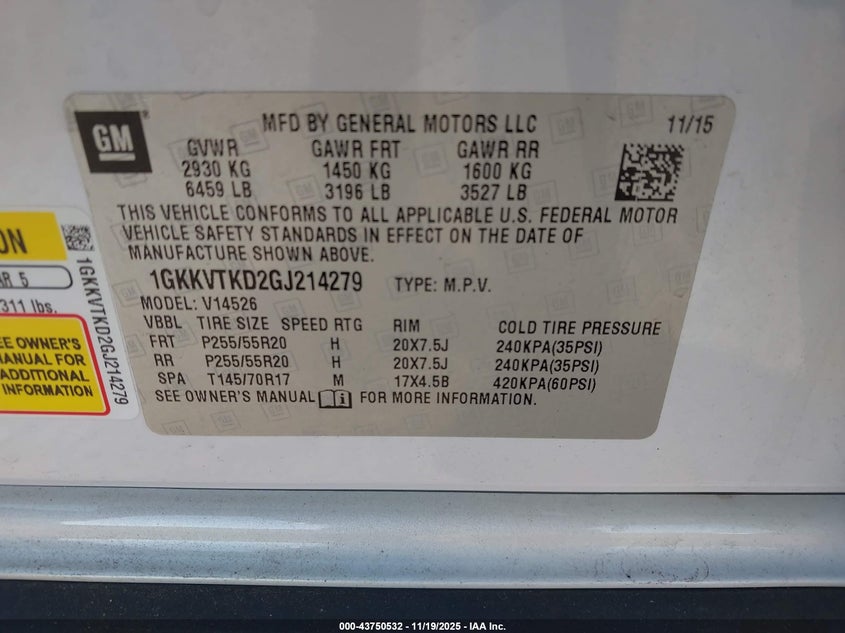 GM
®
MFD BY GENERAL MOTORS LLC 11/15
GVWR GAWR FRT GAWR RR
2930 KG 1450 KG 1600 KG
6459 LB 3196 LB 3527 LB
THIS VEHICLE CONFORMS TO ALL APPLICABLE U.S. FEDERAL MOTOR
VEHICLE SAFETY STANDARDS IN EFFECT ON THE DATE OF
MANUFACTURE SHOWN ABOVE.
1GKKVTKD2GJ214279 TYPE: M.P.V.
MODEL: V14526
VBBL TIRE SIZE SPEED RTG RIM COLD TIRE PRESSURE
FRT P255/55R20 H 20X7.5J 240KPA(35PSI)
RR P255/55R20 H 20X7.5J 240KPA(35PSI)
SPA T145/70R17 M 17X4.5B 420KPA(60PSI)
SEE OWNER'S MANUAL FOR MORE INFORMATION.
ON
AR 5
311 lbs.
EE OWNER'S
MANUAL FOR
ADDITIONAL
INFORMATION
1GKKVTKD2GJ214279
000-43750532 - 11/19/2025 - IAA Inc.